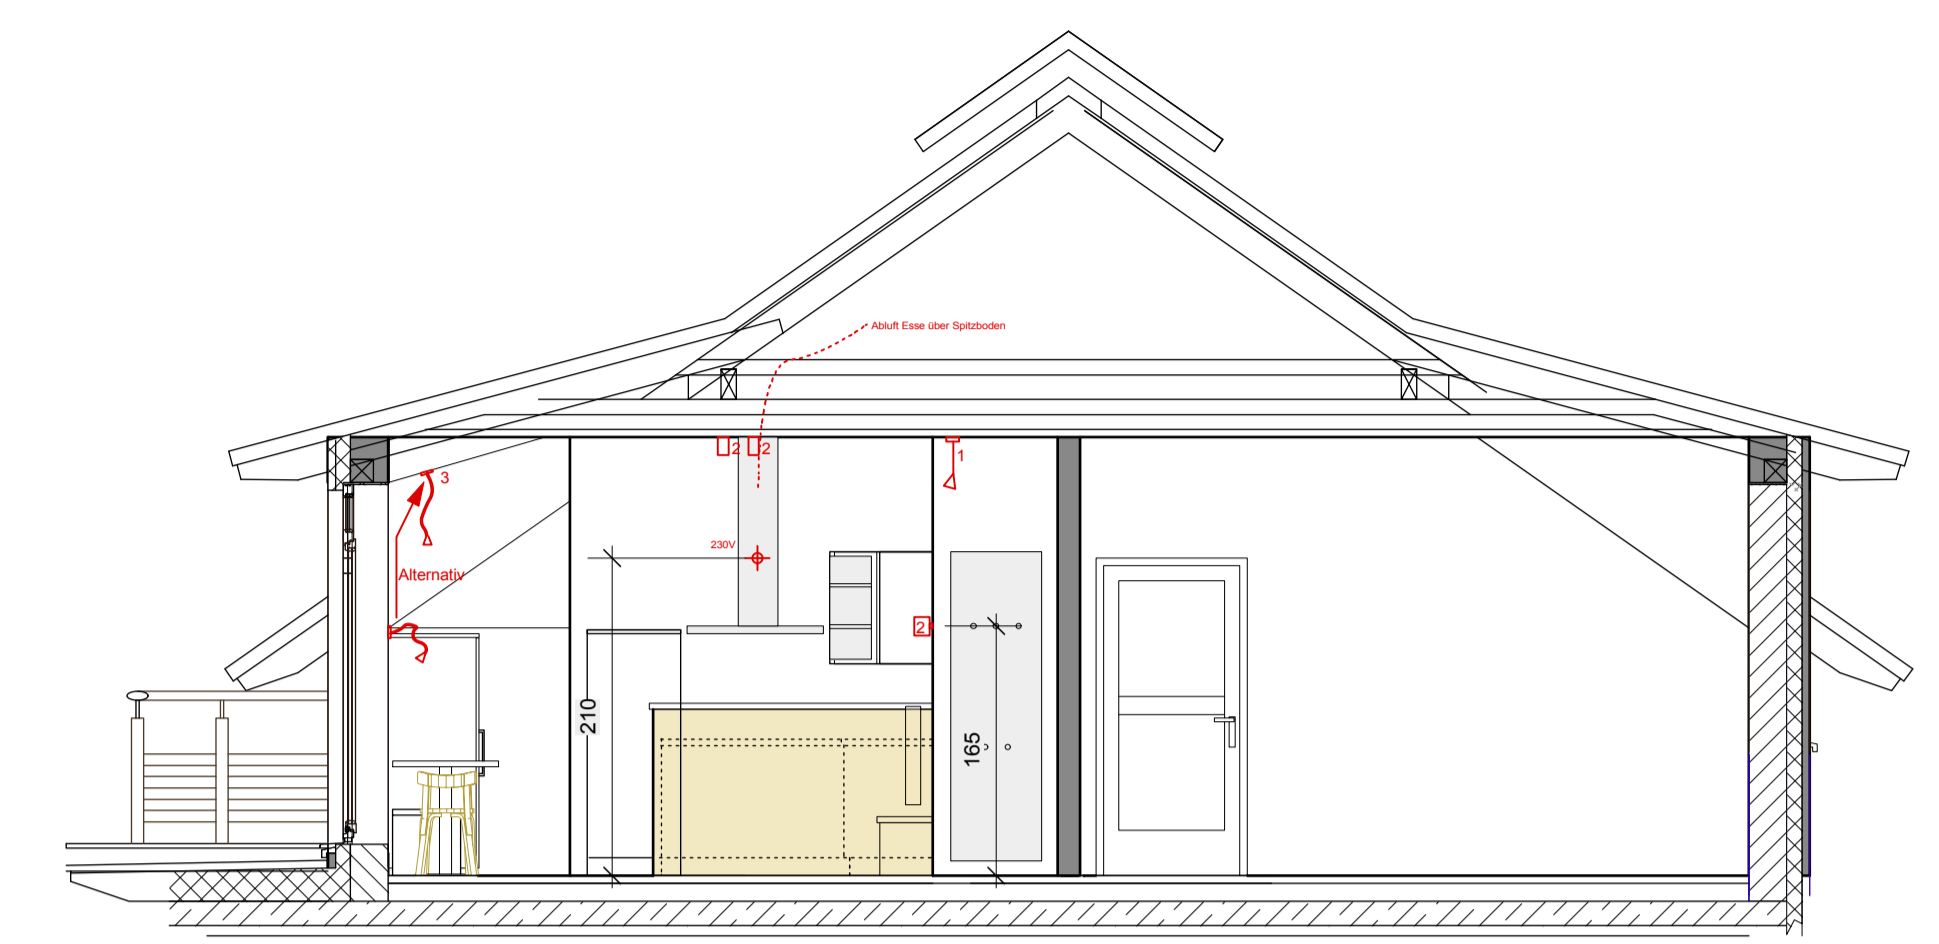 Abluft Esse über Spitzboden
2
2
1
3
230V
Alternativ
2
210
165